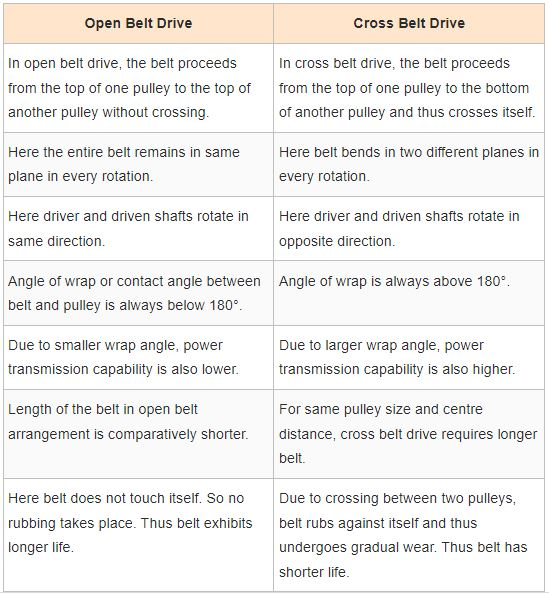 Open Belt Drive
Cross Belt Drive
In open belt drive, the belt proceeds
from the top of one pulley to the top of
another pulley without crossing.
In cross belt drive, the belt proceeds
from the top of one pulley to the bottom
of another pulley and thus crosses itself.
Here the entire belt remains in same
plane in every rotation.
Here belt bends in two different planes in
every rotation.
Here driver and driven shafts rotate in
same direction.
Here driver and driven shafts rotate in
opposite direction.
Angle of wrap or contact angle between
belt and pulley is always below 180°.
Angle of wrap is always above 180°.
Due to smaller wrap angle, power
transmission capability is also lower.
Due to larger wrap angle, power
transmission capability is also higher.
Length of the belt in open belt
arrangement is comparatively shorter.
For same pulley size and centre
distance, cross belt drive requires longer
belt.
Here belt does not touch itself. So no
rubbing takes place. Thus belt exhibits
longer life.
Due to crossing between two pulleys,
belt rubs against itself and thus
undergoes gradual wear. Thus belt has
shorter life.